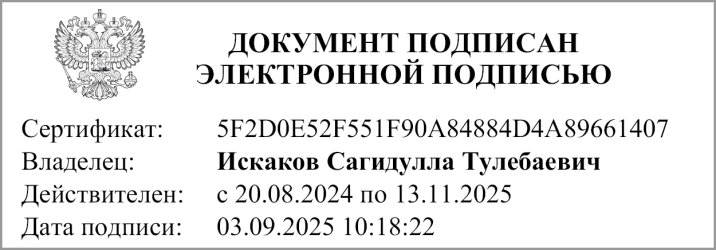 ДОКУМЕНТ ПОДПИСАН
ЭЛЕКТРОННОЙ ПОДПИСЬЮ
Сертификат: 5F2D0E52F551F90A84884D4A89661407
Владелец: Искаков Сагидулла Тулебаевич
Действителен: с 20.08.2024 по 13.11.2025
Дата подписи: 03.09.2025 10:18:22